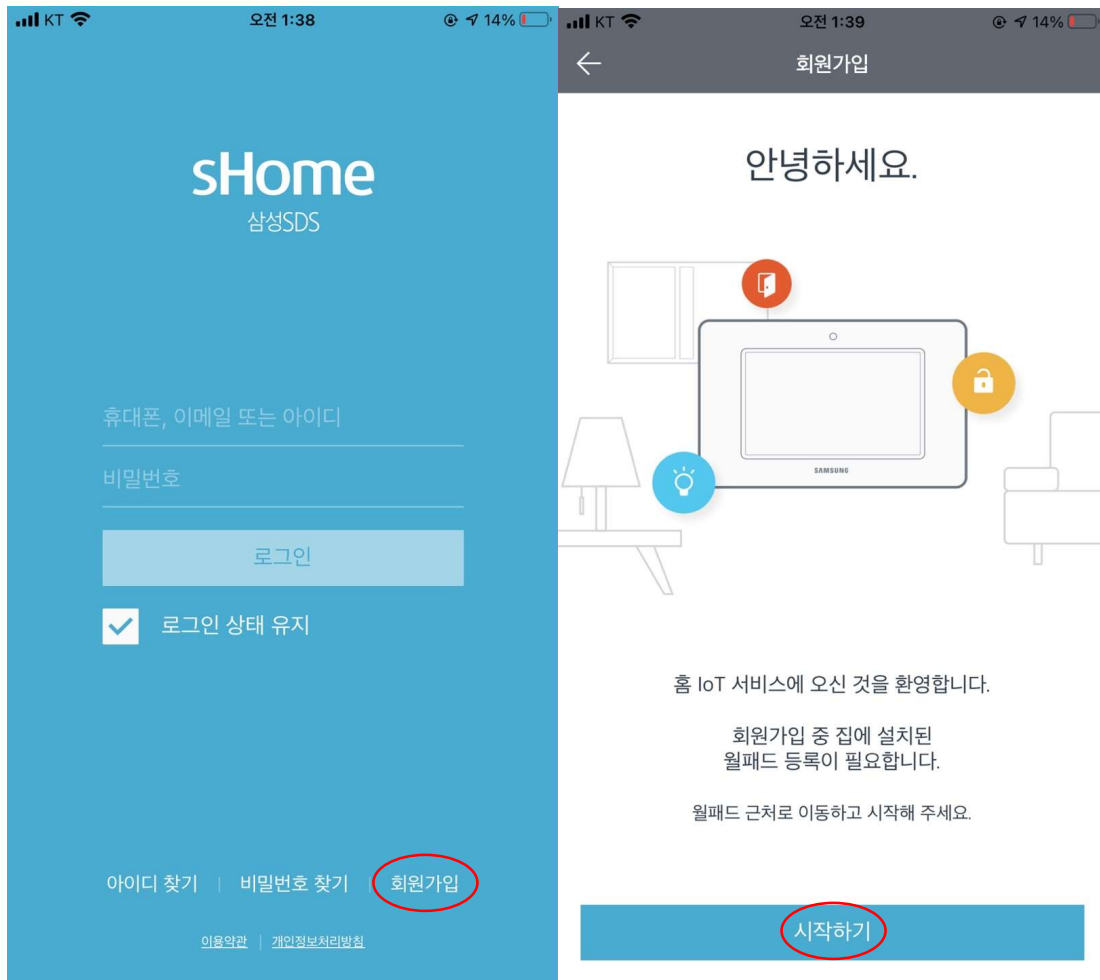 KT 오전 1:38 14%
sHome
삼성SDS
휴대폰, 이메일 또는 아이디
비밀번호
로그인
로그인 상태 유지
아이디 찾기 | 비밀번호 찾기 | 회원가입
이용약관 | 개인정보처리방침
KT 오전 1:39 14%
회원가입
안녕하세요.
SAMSUNG
홈 IoT 서비스에 오신 것을 환영합니다.
회원가입 중 집에 설치된
월패드 등록이 필요합니다.
월패드 근처로 이동하고 시작해 주세요.
시작하기